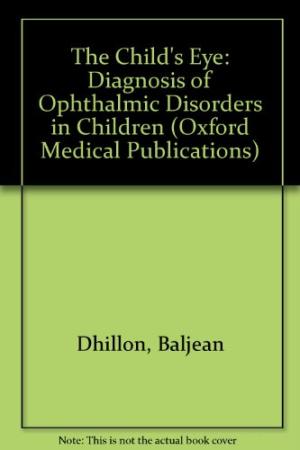 The Child's Eye:
Diagnosis of
Ophthalmic Disorders
in Children (Oxford
Medical Publications)
Dhillon, Baljean
Note: This is not the actual book cover